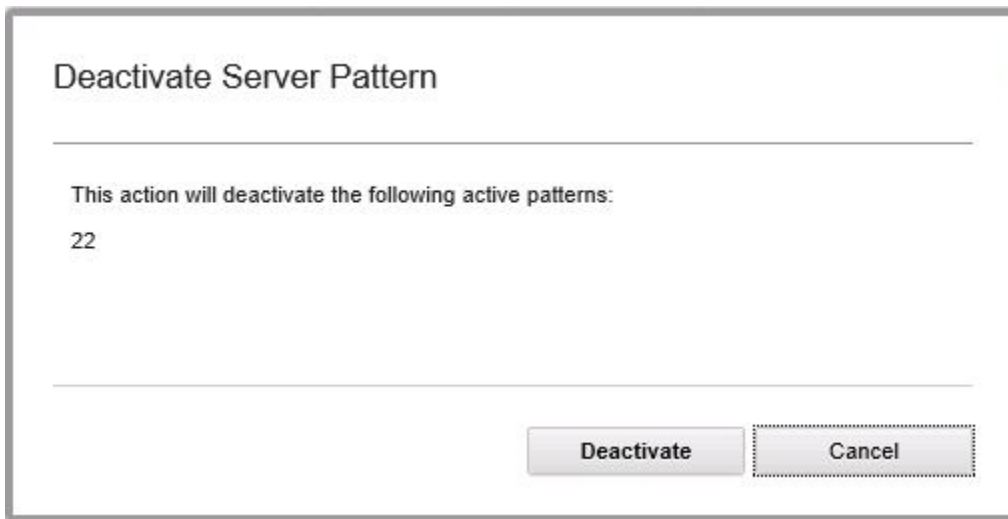 Deactivate Server Pattern
This action will deactivate the following active patterns:
22
Deactivate
Cancel